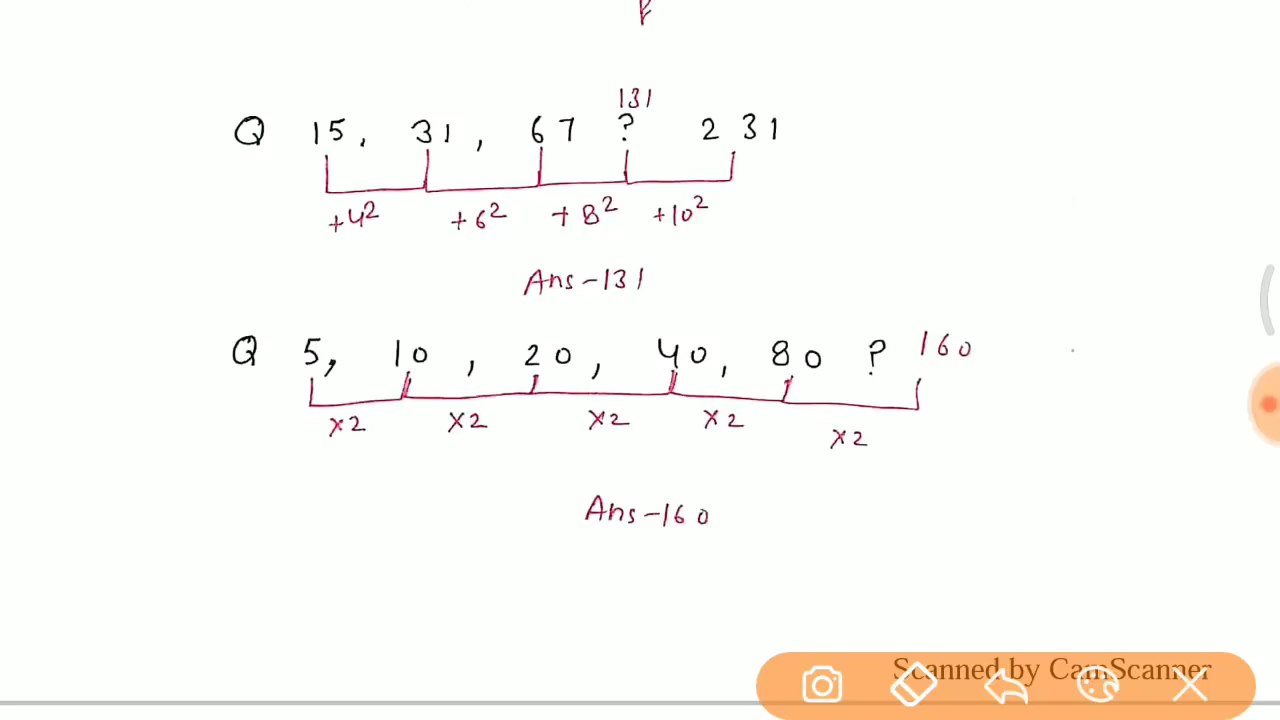 131
Q 15, 31, 67 ? 231
+4² +6² +8² +10²
Ans-131
Q 5, 10, 20, 40, 80 ? 160
x2 x2 x2 x2 x2
Ans-160
Scanned by CamScanner